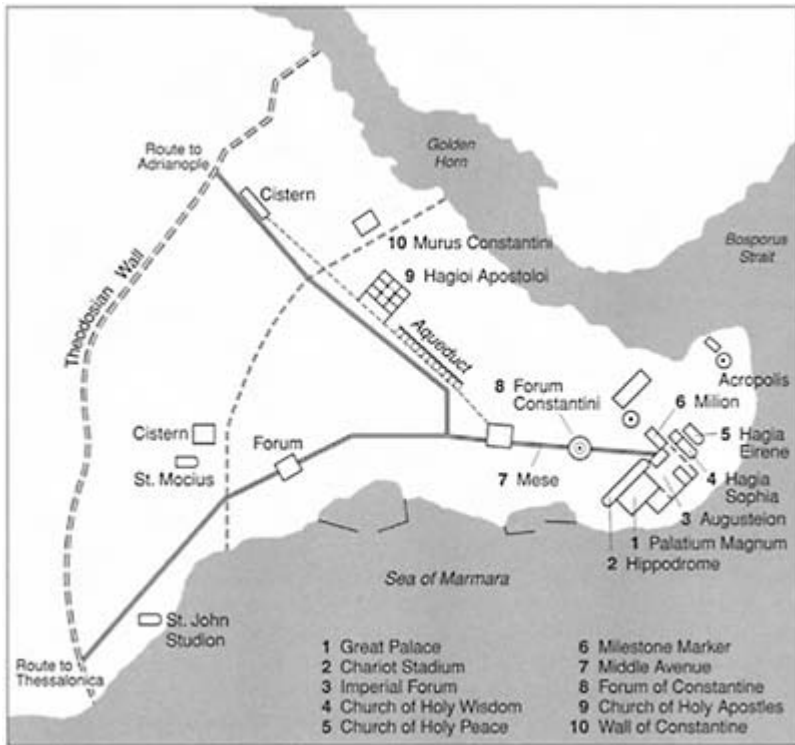 Route to
Adrianople
Golden
Horn
Cistern
Bosporus
Strait
10 Murus Constantini
Theodosian Wall
9 Hagioi Apostoloi
Aqueduct
Acropolis
8 Forum
Constantini
6 Milion
5 Hagia
Eirene
Cistern
Forum
St. Mocius
7 Mese
4 Hagia
Sophia
3 Augusteion
1 Palatium Magnum
2 Hippodrome
Sea of Marmara
St. John
Studion
Route to
Thessalonica
1 Great Palace
2 Chariot Stadium
3 Imperial Forum
4 Church of Holy Wisdom
5 Church of Holy Peace
6 Milestone Marker
7 Middle Avenue
8 Forum of Constantine
9 Church of Holy Apostles
10 Wall of Constantine